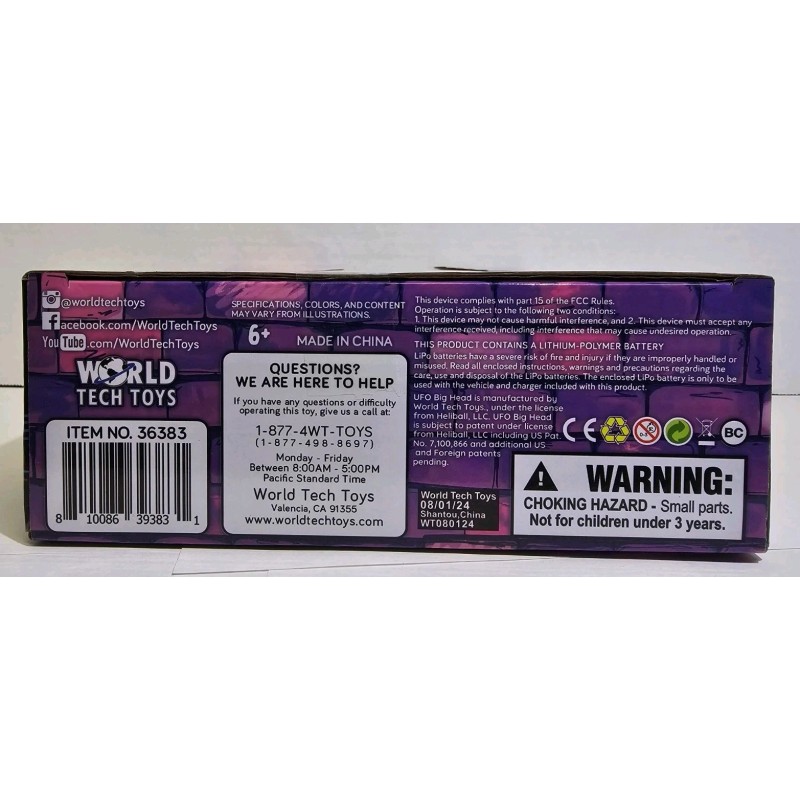 @worldtechtoys
facebook.com/WorldTechToys
You Tube .com/WorldTechToys
WORLD
TECH TOYS
ITEM NO. 36383
8 10086 39383 1
SPECIFICATIONS, COLORS, AND CONTENT
MAY VARY FROM ILLUSTRATIONS.
6+ MADE IN CHINA
QUESTIONS?
WE ARE HERE TO HELP
If you have any questions or difficulty
operating this toy, give us a call at:
1-877-4WT-TOYS
(1-877-498-8697)
Monday - Friday
Between 8:00AM - 5:00PM
Pacific Standard Time
World Tech Toys
Valencia, CA 91355
www.worldtechtoys.com
This device complies with part 15 of the FCC Rules.
Operation is subject to the following two conditions:
1. This device may not cause harmful interference, and 2. This device must accept any
interference received, including interference that may cause undesired operation.
THIS PRODUCT CONTAINS A LITHIUM-POLYMER BATTERY
LiPo batteries have a severe risk of fire and injury if they are improperly handled or
misused. Read all enclosed instructions, warnings and precautions regarding the
care, use and disposal of the LiPo batteries. The enclosed LiPo battery is only to be
used with the vehicle and charger included with this product.
UFO Big Head is manufactured by
World Tech Toys., under the license
from Heliball, LLC. UFO Big Head
is subject to patent under license
from Heliball, LLC including US Pat.
No. 7,100,866 and additional US
and Foreign patents
pending.
CE
0-3
BC
World Tech Toys
08/01/24
Shantou,China
WT080124
WARNING:
CHOKING HAZARD - Small parts.
Not for children under 3 years.